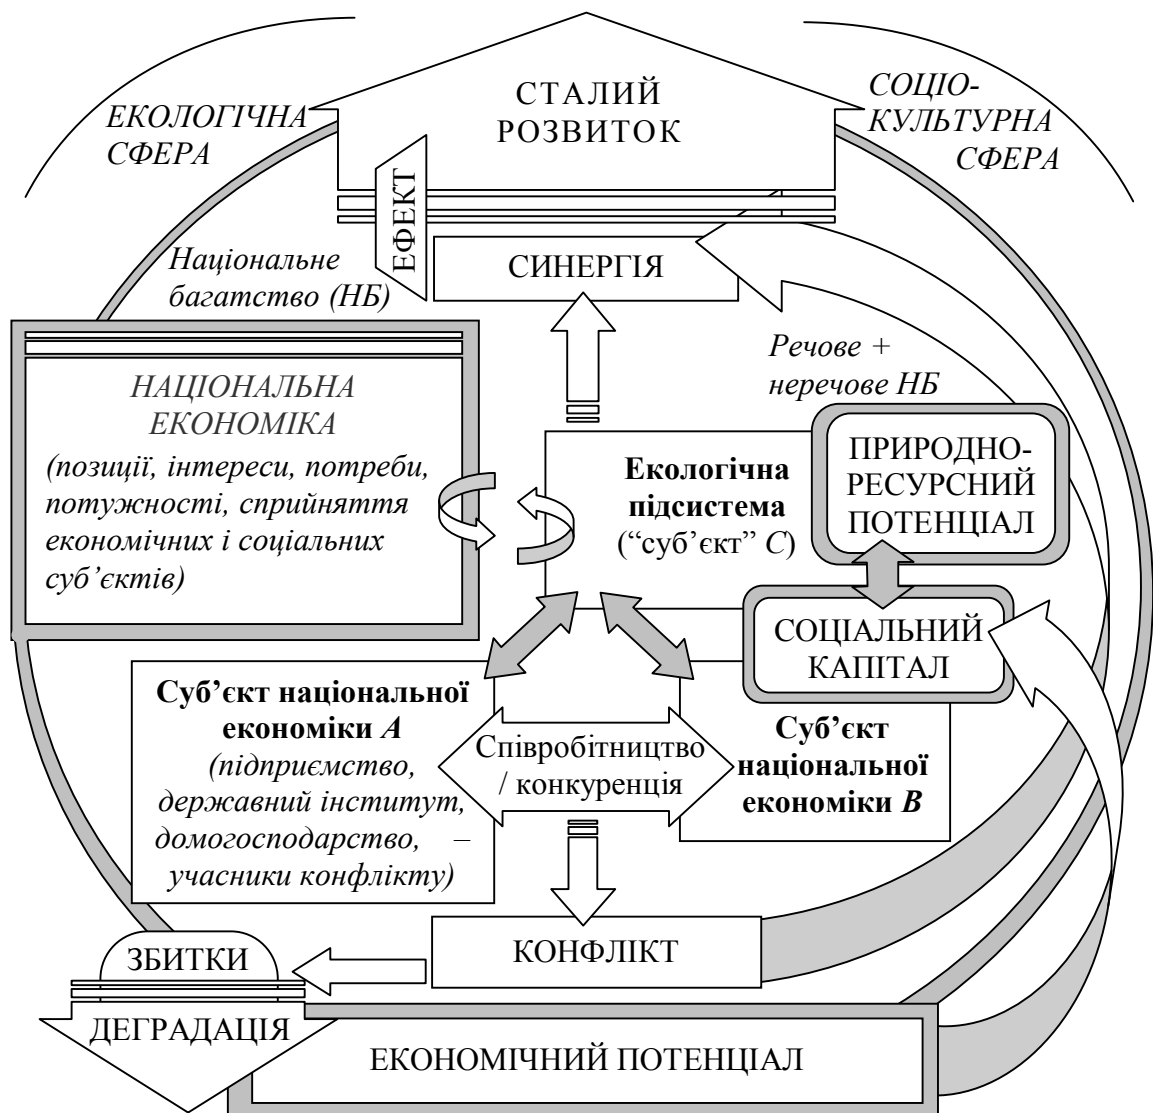 СТАЛИЙ
РОЗВИТОК
ЕКОЛОГІЧНА
СФЕРА
СОЦІО-
КУЛЬТУРНА
СФЕРА
ЕФЕКТ
СИНЕРГІЯ
Національне
багатство (НБ)
Речове +
неречове НБ
НАЦІОНАЛЬНА
ЕКОНОМІКА
(позиції, інтереси, потреби,
потужності, сприйняття
економічних і соціальних
суб’єктів)
Екологічна
підсистема
(“суб’єкт” С)
ПРИРОДНО-
РЕСУРСНИЙ
ПОТЕНЦІАЛ
СОЦІАЛЬНИЙ
КАПІТАЛ
Суб’єкт національної
економіки А
(підприємство,
державний інститут,
домогосподарство, –
учасники конфлікту)
Співробітництво
/ конкуренція
Суб’єкт
національної
економіки В
КОНФЛІКТ
ЗБИТКИ
ДЕГРАДАЦІЯ
ЕКОНОМІЧНИЙ ПОТЕНЦІАЛ